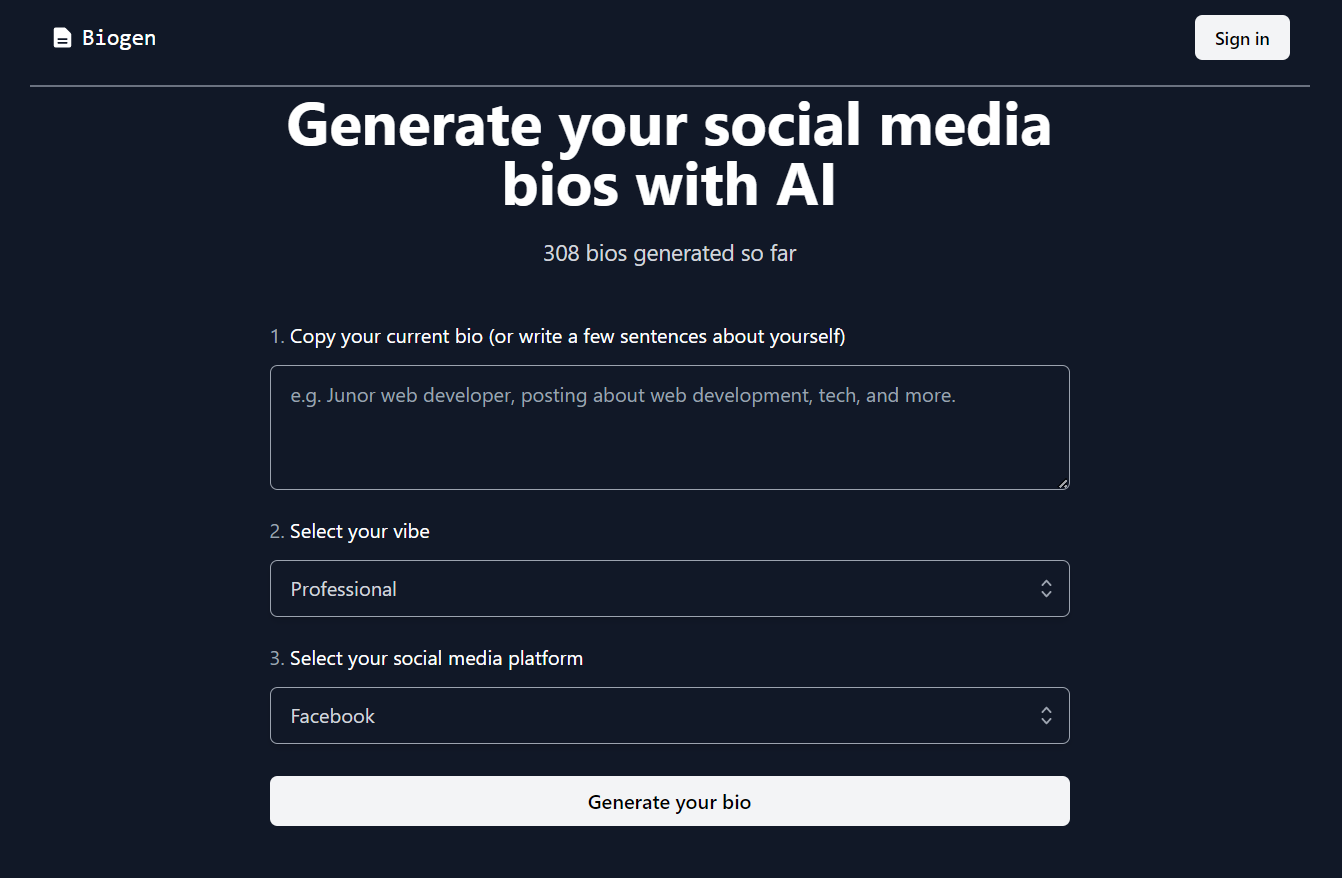 Biogen
Sign in
Generate your social media
bios with AI
308 bios generated so far
1. Copy your current bio (or write a few sentences about yourself)
e.g. Junor web developer, posting about web development, tech, and more.
2. Select your vibe
Professional
3. Select your social media platform
Facebook
Generate your bio